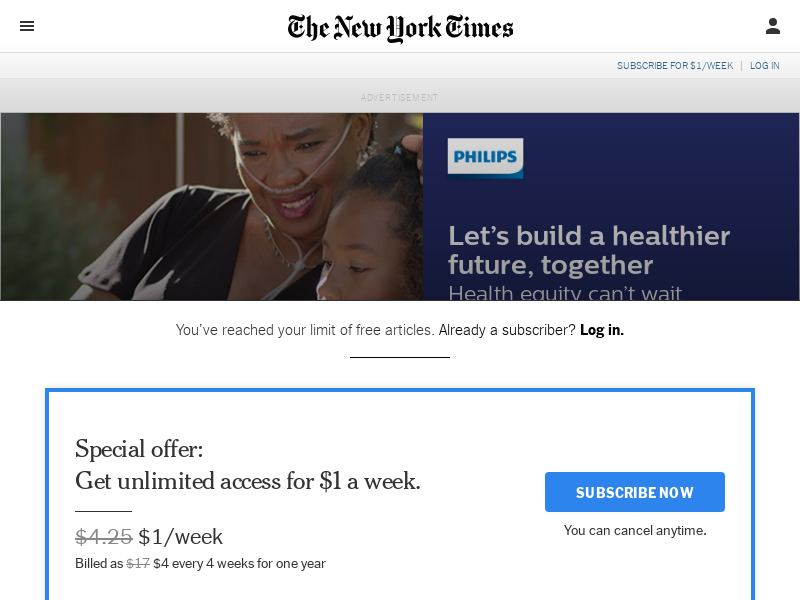 The New York Times
SUBSCRIBE FOR $1/WEEK | LOG IN
ADVERTISEMENT
PHILIPS
Let's build a healthier
future, together
Health equity can't wait
You've reached your limit of free articles. Already a subscriber? Log in.
Special offer:
Get unlimited access for $1 a week.
$4.25 $1/week
Billed as $17 $4 every 4 weeks for one year
SUBSCRIBE NOW
You can cancel anytime.